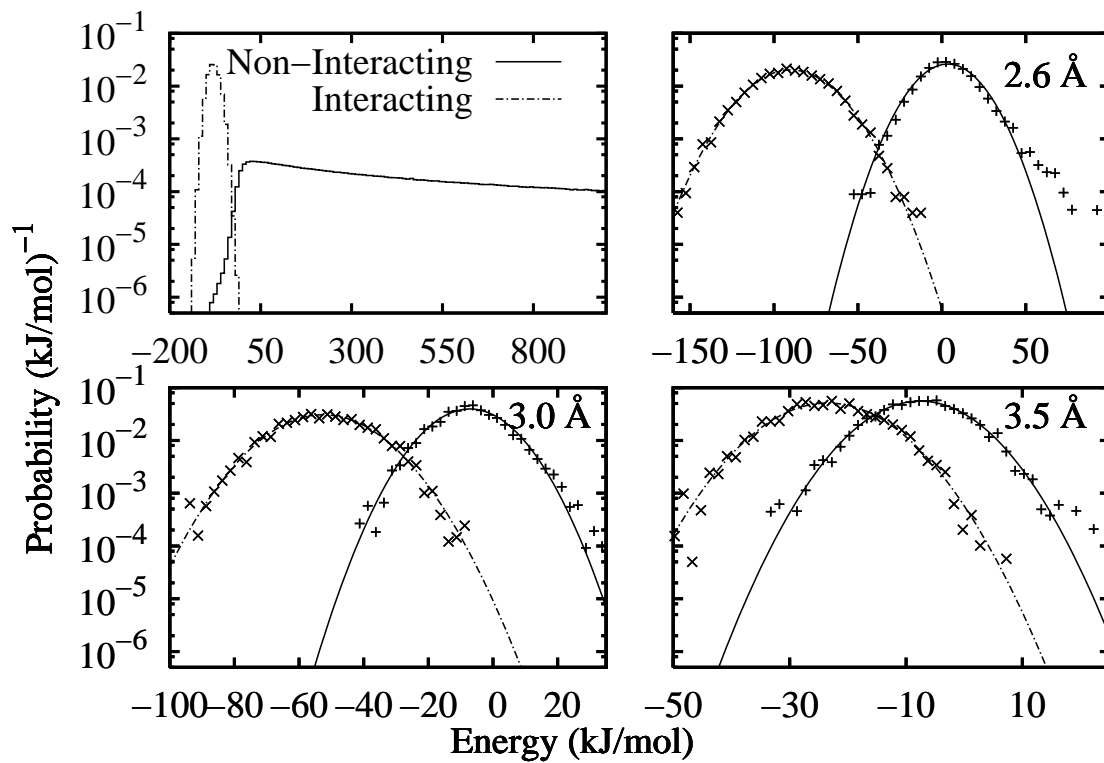 10−1
10−2
10−3
10−4
10−5
10−6
Non−Interacting
Interacting
2.6 Å
−200 50 300 550 800
−150 −100 −50 0 50
10−1
10−2
10−3
10−4
10−5
10−6
3.0 Å
3.5 Å
−100 −80 −60 −40 −20 0 20
−50 −30 −10 10
Probability (kJ/mol)−1
Energy (kJ/mol)